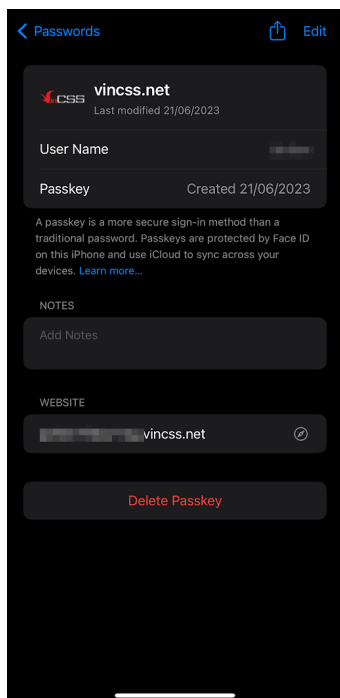 Passwords
Edit
vinCSS
vincss.net
Last modified 21/06/2023
User Name
Passkey
Created 21/06/2023
A passkey is a more secure sign-in method than a
traditional password. Passkeys are protected by Face ID
on this iPhone and use iCloud to sync across your
devices. Learn more...
NOTES
Add Notes
WEBSITE
vincss.net
Delete Passkey